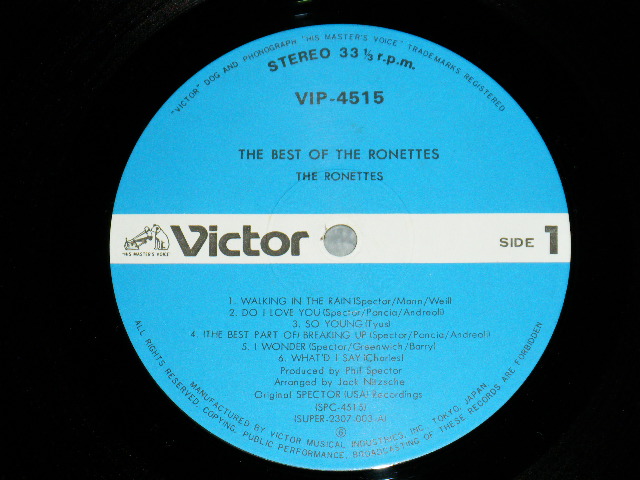 "VICTOR" DOG AND PHONOGRAPH "HIS MASTER'S VOICE" TRADEMARKS REGISTERED
STEREO 33 1/3 r.p.m.
VIP-4515
THE BEST OF THE RONETTES
THE RONETTES
"HIS MASTER'S VOICE"
Victor
SIDE 1
1. WALKING IN THE RAIN (Spector/Mann/Weil)
2. DO I LOVE YOU (Spector/Poncia/Andreoli)
3. SO YOUNG (Tyus)
4. (THE BEST PART OF) BREAKING UP (Spector/Poncia/Andreoli)
5. I WONDER (Spector/Greenwich/Barry)
6. WHAT'D I SAY (Charles)
Produced by Phil Spector
Arranged by Jack Nitzsche
Original SPECTOR (USA) Recordings
(SPC-4515)
(SUPER-2307-003-A)
Ⓟ
MANUFACTURED BY VICTOR MUSICAL INDUSTRIES, INC. TOKYO, JAPAN
ALL RIGHTS RESERVED. COPYING, PUBLIC PERFORMANCE, BROADCASTING OF THESE RECORDS ARE FORBIDDEN